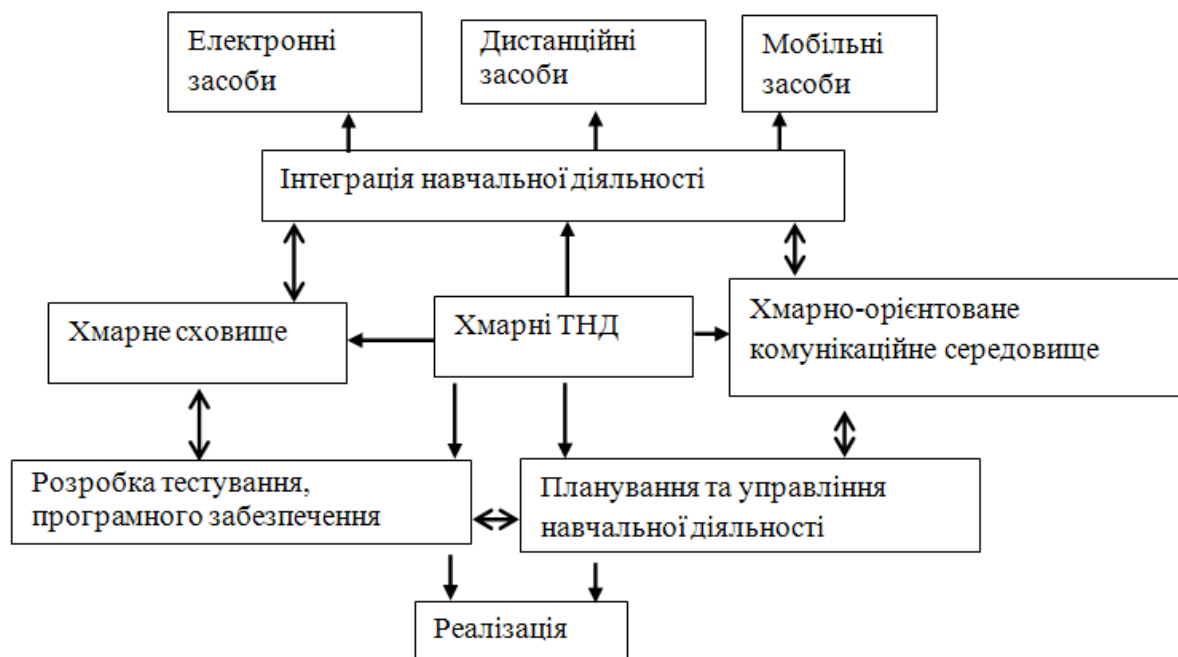 Електронні
засоби
Дистанційні
засоби
Мобільні
засоби
Інтеграція навчальної діяльності
Хмарне сховище
Хмарні ТНД
Хмарно-орієнтоване
комунікаційне середовище
Розробка тестування,
програмного забезпечення
Планування та управління
навчальної діяльності
Реалізація